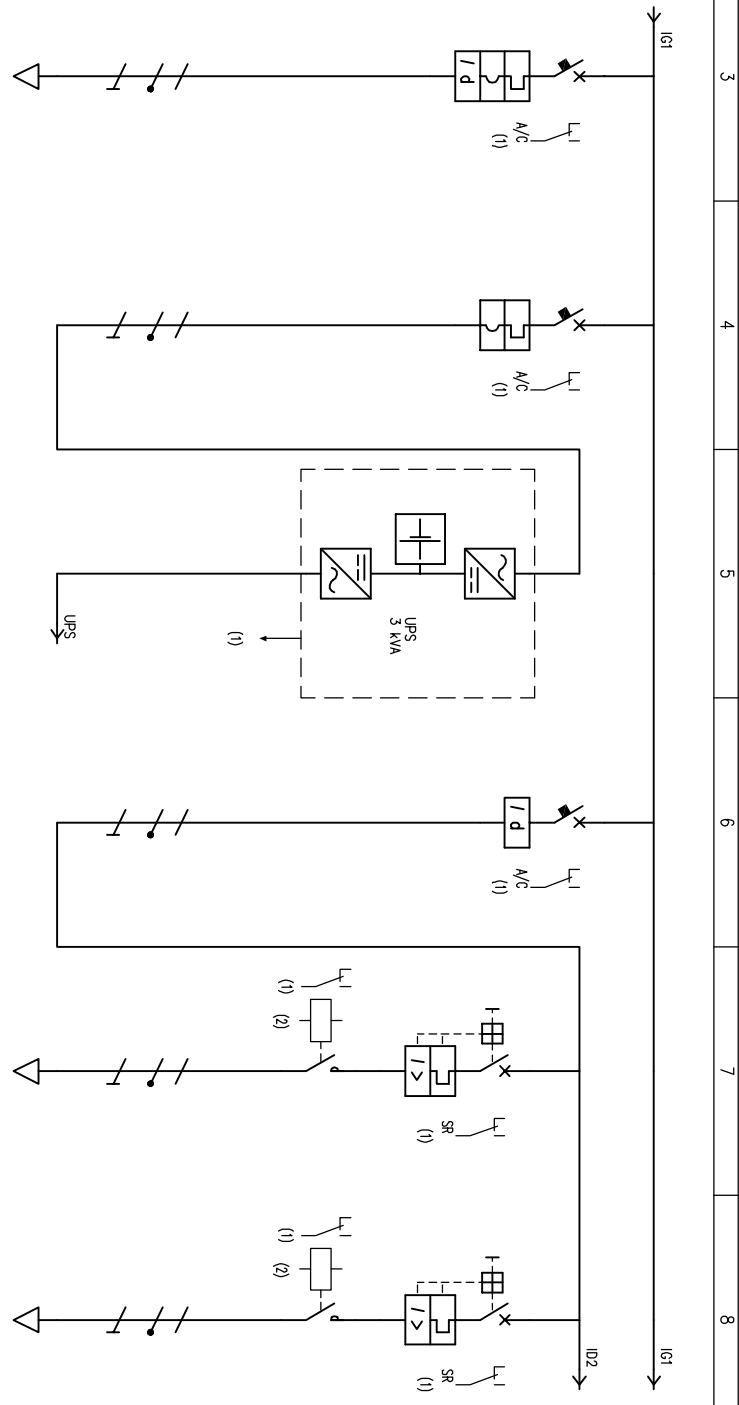 3
4
5
6
7
8
IG1
IG1
ID2
A/C
(1)
I d
A/C
(1)
UPS
3 kVA
(1)
UPS
A/C
(1)
I d
SR
(1)
I >
(1)
(2)
SR
(1)
I >
(1)
(2)